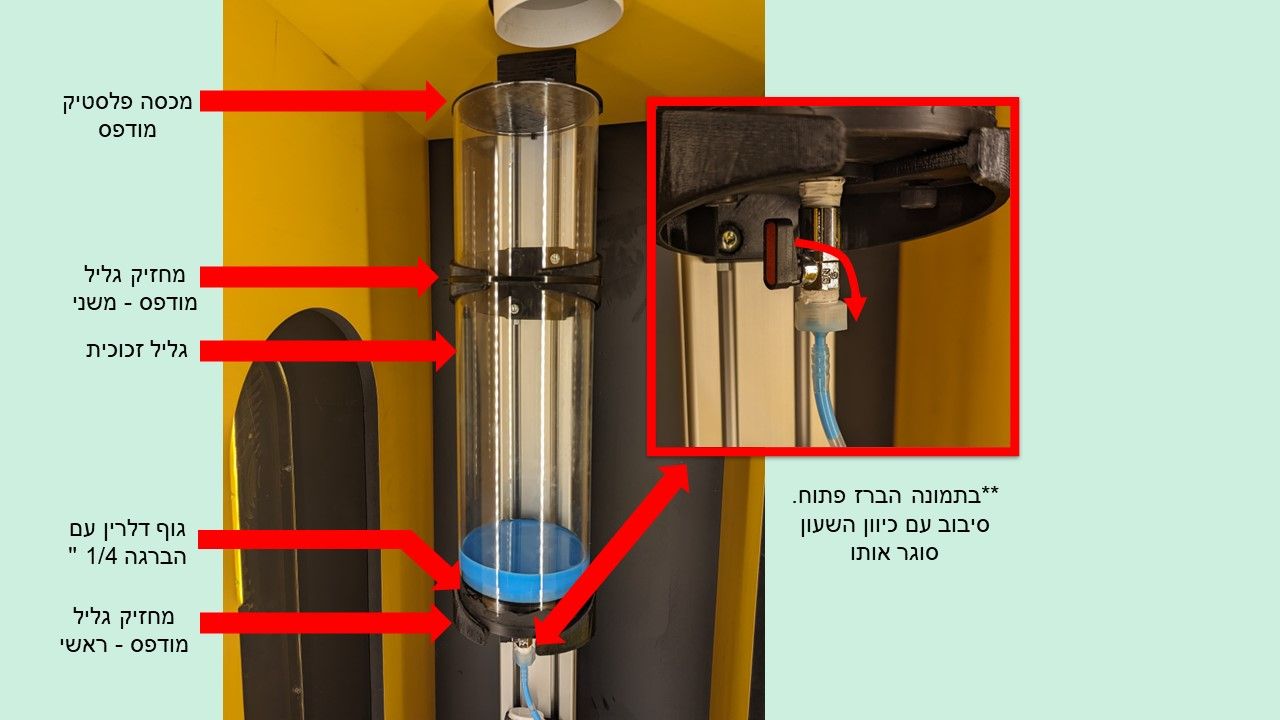 מכסה פלסטיק
מודפס
מחזיק גליל
מודפס - משני
גליל זכוכית
גוף דלרין עם
הברגה 1/4 "
מחזיק גליל
מודפס - ראשי
**בתמונה הברז פתוח.
סיבוב עם כיוון השעון
סוגר אותו